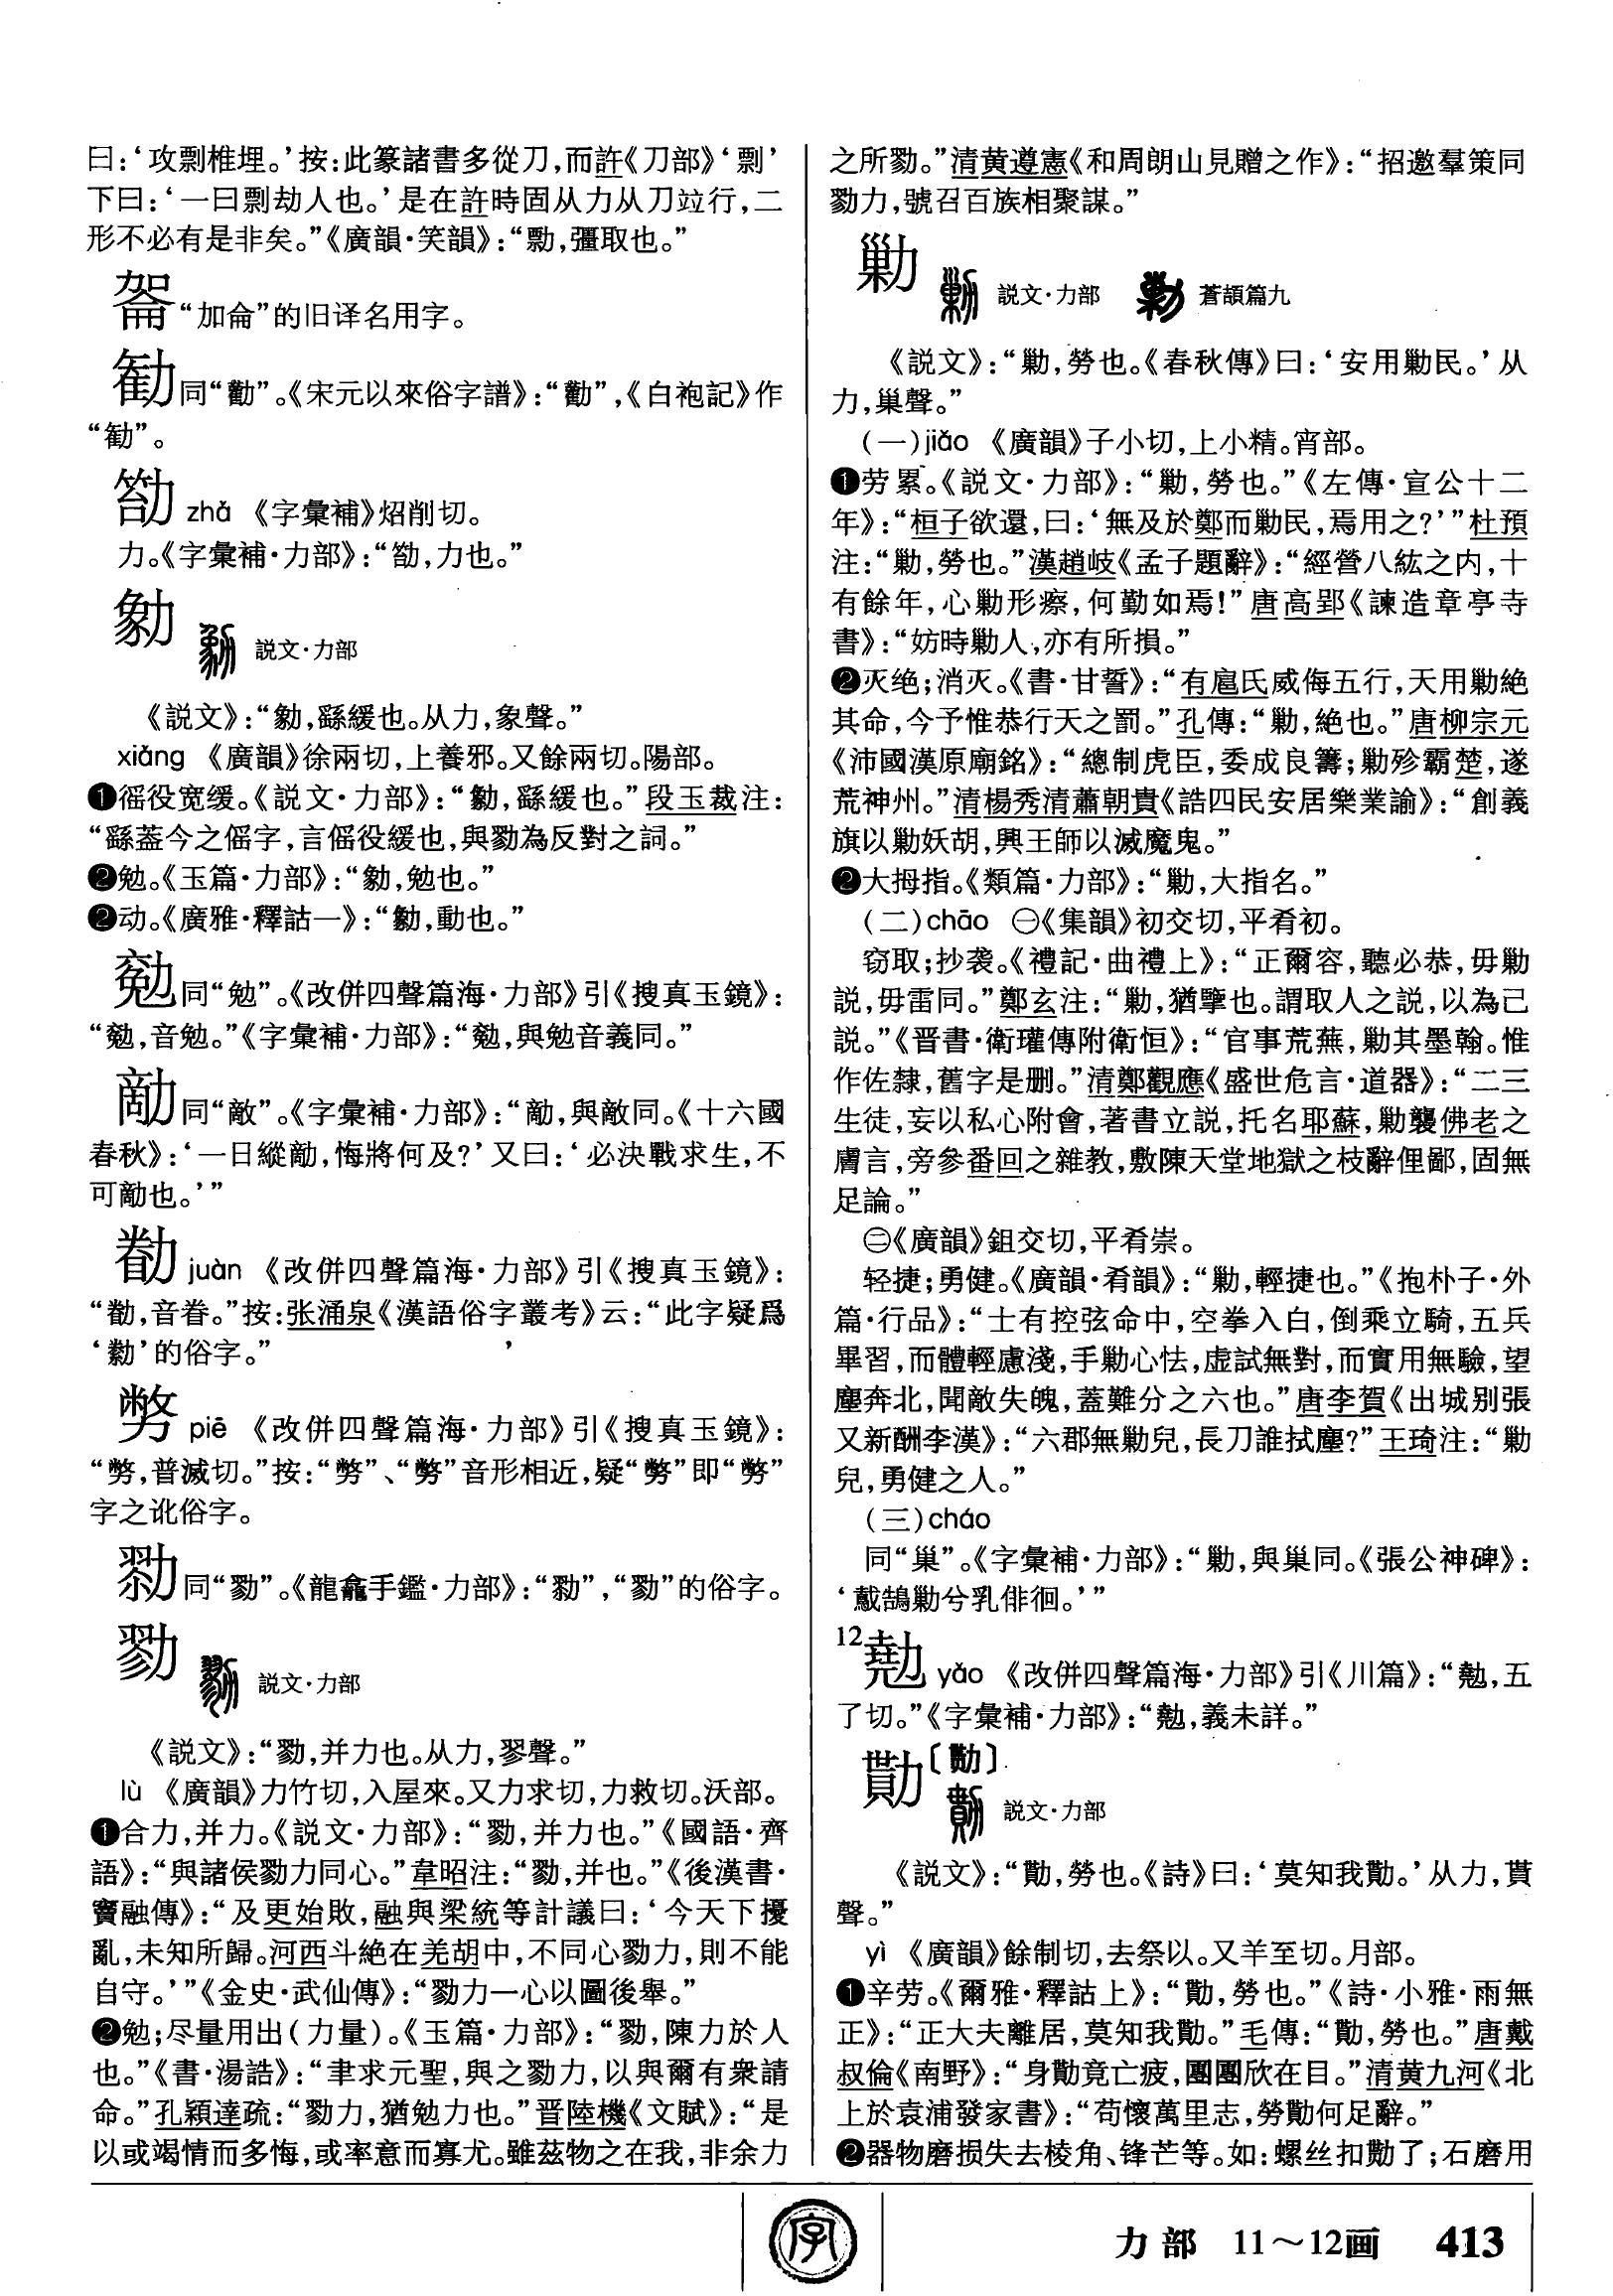 曰：‘攻剽椎埋。’按：此篆諸書多從刀，而許《刀部》‘剽’
下曰：‘一曰剽劫人也。’是在許時固从力从刀竝行，二
形不必有是非矣。”《廣韻·笑韻》：“勡，彊取也。”
“加侖”的旧译名用字。
勧同“勸”。《宋元以來俗字譜》：“勸”，《白袍記》作
“勧”。
zhǎ 《字彙補》炤削切。
力。《字彙補·力部》：“，力也。”
勨 説文·力部
《説文》：“勨，繇緩也。从力，象聲。”
xiǎng 《廣韻》徐兩切，上養邪。又餘兩切。陽部。
❶徭役宽缓。《説文·力部》：“勨，繇緩也。”段玉裁注：
“繇葢今之傜字，言傜役緩也，與勠為反對之詞。”
❷勉。《玉篇·力部》：“勨，勉也。”
❷动。《廣雅·釋詁一》：“勨，動也。”
同“勉”。《改併四聲篇海·力部》引《搜真玉鏡》：
“，音勉。”《字彙補·力部》：“，與勉音義同。”
同“敵”。《字彙補·力部》：“，與敵同。《十六國
春秋》：‘一日縱，悔將何及？’又曰：‘必決戰求生，不
可也。’”
juàn 《改併四聲篇海·力部》引《搜真玉鏡》：
“，音眷。”按：张涌泉《漢語俗字叢考》云：“此字疑爲
‘’的俗字。”
piē 《改併四聲篇海·力部》引《搜真玉鏡》：
“，普滅切。”按：“”、“”音形相近，疑“”即“”
字之讹俗字。
同“勠”。《龍龕手鑑·力部》：“”，“勠”的俗字。
勠 説文·力部
《説文》：“勠，并力也。从力，翏聲。”
lù 《廣韻》力竹切，入屋來。又力求切，力救切。沃部。
❶合力，并力。《説文·力部》：“勠，并力也。”《國語·齊
語》：“與諸侯勠力同心。”韋昭注：“勠，并也。”《後漢書·
竇融傳》：“及更始敗，融與梁統等計議曰：‘今天下擾
亂，未知所歸。河西斗絶在羌胡中，不同心勠力，則不能
自守。’”《金史·武仙傳》：“勠力一心以圖後舉。”
❷勉；尽量用出（力量）。《玉篇·力部》：“勠，陳力於人
也。”《書·湯誥》：“聿求元聖，與之勠力，以與爾有衆請
命。”孔穎達疏：“勠力，猶勉力也。”晋陸機《文賦》：“是
以或竭情而多悔，或率意而寡尤。雖茲物之在我，非余力
之所勠。”清黄遵憲《和周朗山見贈之作》：“招邀羣策同
勠力，號召百族相聚謀。”
勦 説文·力部 蒼頡篇九
《説文》：“勦，勞也。《春秋傳》曰：‘安用勦民。’从
力，巢聲。”
（一）jiǎo 《廣韻》子小切，上小精。宵部。
❶劳累。《説文·力部》：“勦，勞也。”《左傳·宣公十二
年》：“桓子欲還，曰：‘無及於鄭而勦民，焉用之？’”杜預
注：“勦，勞也。”漢趙岐《孟子題辭》：“經營八紘之内，十
有餘年，心勦形瘵，何勤如焉！”唐高郢《諫造章亭寺
書》：“妨時勦人，亦有所損。”
❷灭绝；消灭。《書·甘誓》：“有扈氏威侮五行，天用勦絶
其命，今予惟恭行天之罰。”孔傳：“勦，絶也。”唐柳宗元
《沛國漢原廟銘》：“總制虎臣，委成良籌；勦殄霸楚，遂
荒神州。”清楊秀清蕭朝貴《誥四民安居樂業諭》：“創義
旗以勦妖胡，興王師以滅魔鬼。”
❷大拇指。《類篇·力部》：“勦，大指名。”
（二）chāo ㊀《集韻》初交切，平肴初。
窃取；抄袭。《禮記·曲禮上》：“正爾容，聽必恭，毋勦
説，毋雷同。”鄭玄注：“勦，猶擥也。謂取人之説，以為己
説。”《晋書·衛瓘傳附衛恒》：“官事荒蕪，勦其墨翰。惟
作佐隸，舊字是删。”清鄭觀應《盛世危言·道器》：“二三
生徒，妄以私心附會，著書立説，托名耶蘇，勦襲佛老之
膚言，旁參番回之雜教，敷陳天堂地獄之枝辭俚鄙，固無
足論。”
㊁《廣韻》鉏交切，平肴崇。
轻捷；勇健。《廣韻·肴韻》：“勦，輕捷也。”《抱朴子·外
篇·行品》：“士有控弦命中，空拳入白，倒乘立騎，五兵
畢習，而體輕慮淺，手勦心怯，虚試無對，而實用無驗，望
塵奔北，聞敵失魄，蓋難分之六也。”唐李賀《出城别張
又新酬李漢》：“六郡無勦兒，長刀誰拭塵？”王琦注：“勦
兒，勇健之人。”
（三）cháo
同“巢”。《字彙補·力部》：“勦，與巢同。《張公神碑》：
‘鳶鵠勦兮乳俳徊。’”
12 勪 yǎo 《改併四聲篇海·力部》引《川篇》：“，五
了切。”《字彙補·力部》：“，義未詳。”
勩〔勚〕 説文·力部
《説文》：“勩，勞也。《詩》曰：‘莫知我勩。’从力，貰
聲。”
yì 《廣韻》餘制切，去祭以。又羊至切。月部。
❶辛劳。《爾雅·釋詁上》：“勩，勞也。”《詩·小雅·雨無
正》：“正大夫離居，莫知我勩。”毛傳：“勩，勞也。”唐戴
叔倫《南野》：“身勩竟亡疲，團團欣在目。”清黄九河《北
上於袁浦發家書》：“苟懷萬里志，勞勩何足辭。”
❷器物磨损失去棱角、锋芒等。如：螺丝扣勩了；石磨用
字
力部 11～12画 413